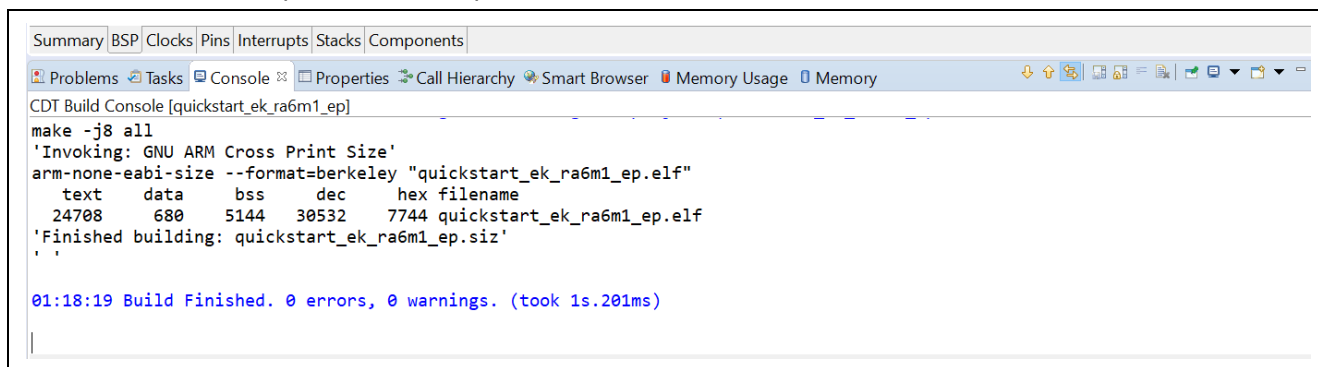 Summary BSP Clocks Pins Interrupts Stacks Components
Problems Tasks Console Properties Call Hierarchy Smart Browser Memory Usage Memory
CDT Build Console [quickstart_ek_ra6m1_ep]
make -j8 all
'Invoking: GNU ARM Cross Print Size'
arm-none-eabi-size --format=berkeley "quickstart_ek_ra6m1_ep.elf"
   text    data     bss     dec     hex filename
  24708     680    5144   30532    7744 quickstart_ek_ra6m1_ep.elf
'Finished building: quickstart_ek_ra6m1_ep.siz'
' '
01:18:19 Build Finished. 0 errors, 0 warnings. (took 1s.201ms)